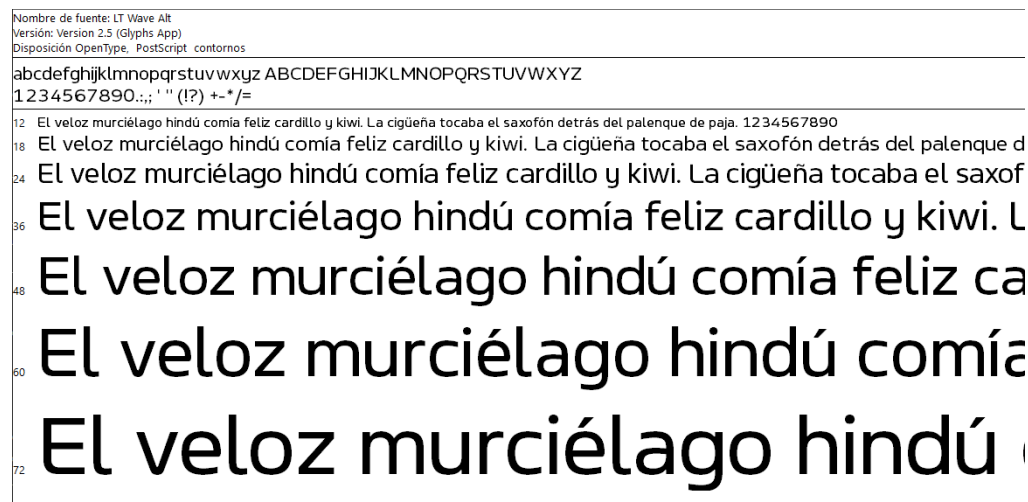 Nombre de fuente: LT Wave Alt
Versión: Version 2.5 (Glyphs App)
Disposición OpenType, PostScript contornos
abcdefghijklmnopqrstuvwxyz ABCDEFGHIJKLMNOPQRSTUVWXYZ
1234567890.:,; ' " (!?) +-*/=
12 El veloz murciélago hindú comía feliz cardillo y kiwi. La cigüeña tocaba el saxofón detrás del palenque de paja. 1234567890
18 El veloz murciélago hindú comía feliz cardillo y kiwi. La cigüeña tocaba el saxofón detrás del palenque d
24 El veloz murciélago hindú comía feliz cardillo y kiwi. La cigüeña tocaba el saxof
36 El veloz murciélago hindú comía feliz cardillo y kiwi. L
48 El veloz murciélago hindú comía feliz ca
60 El veloz murciélago hindú comía
72 El veloz murciélago hindú